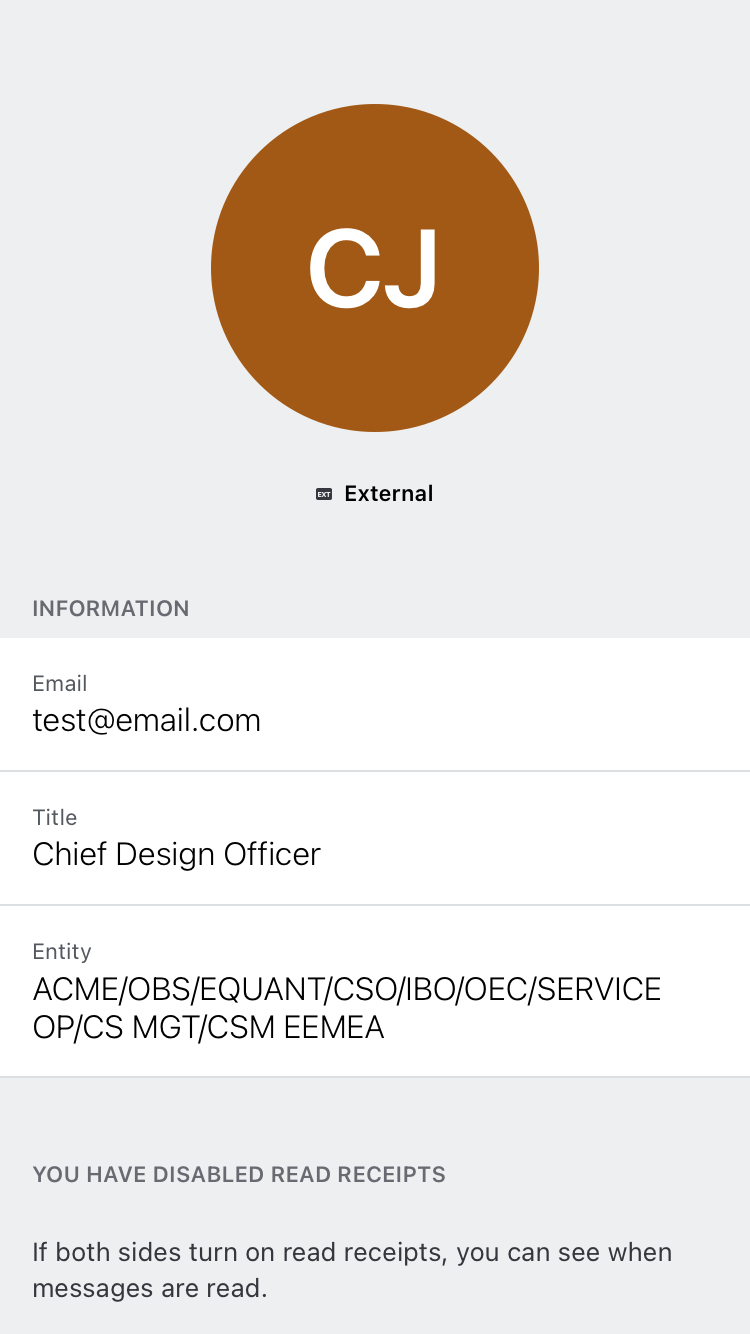 CJ
EXT External
INFORMATION
Email
test@email.com
Title
Chief Design Officer
Entity
ACME/OBS/EQUANT/CSO/IBO/OEC/SERVICE
OP/CS MGT/CSM EEMEA
YOU HAVE DISABLED READ RECEIPTS
If both sides turn on read receipts, you can see when
messages are read.